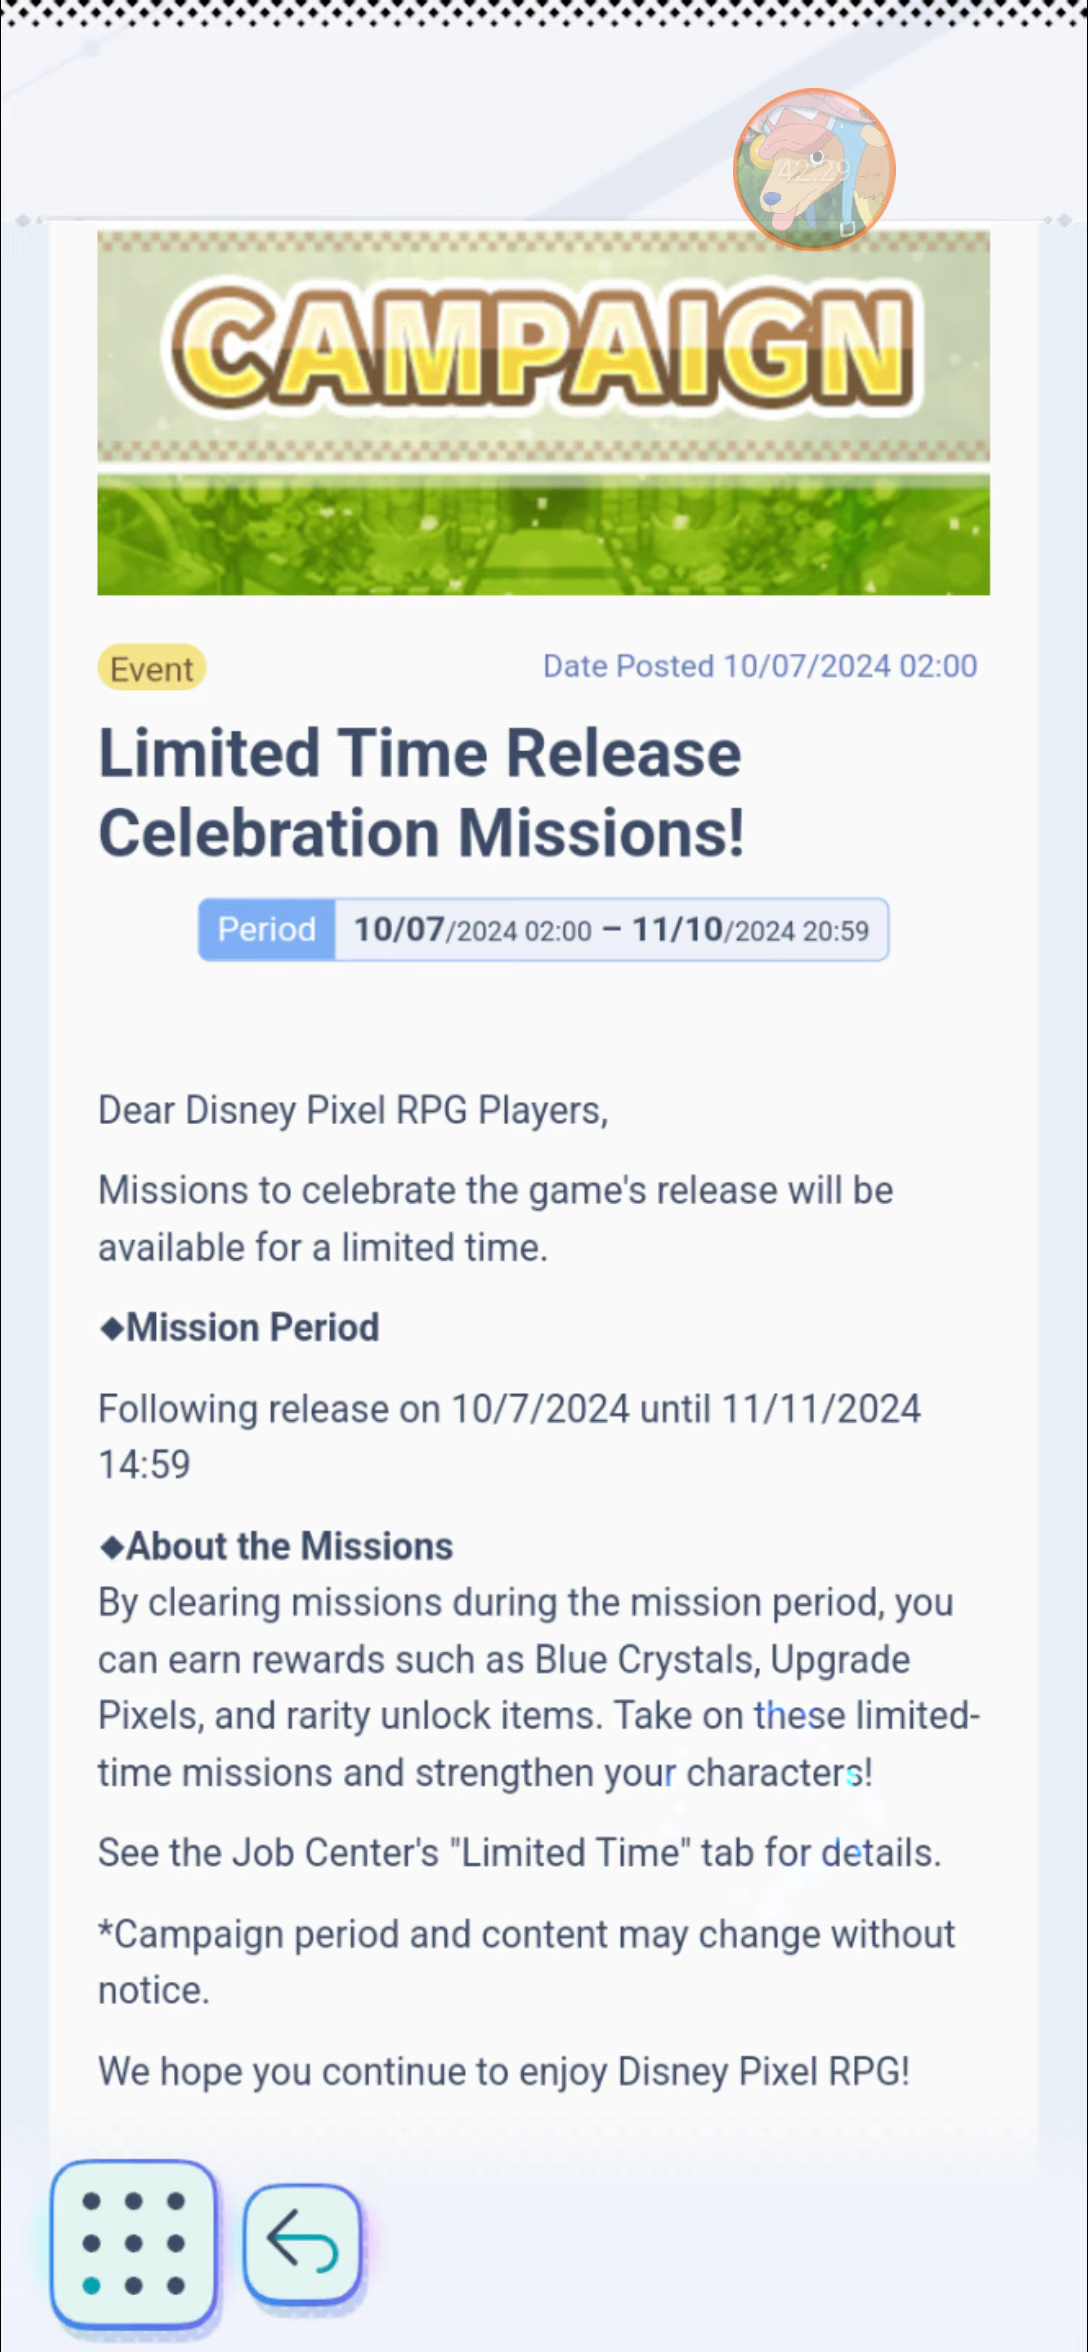 42:29
CAMPAIGN
Event
Date Posted 10/07/2024 02:00
Limited Time Release
Celebration Missions!
Period 10/07/2024 02:00 – 11/10/2024 20:59
Dear Disney Pixel RPG Players,
Missions to celebrate the game's release will be
available for a limited time.
◆Mission Period
Following release on 10/7/2024 until 11/11/2024
14:59
◆About the Missions
By clearing missions during the mission period, you
can earn rewards such as Blue Crystals, Upgrade
Pixels, and rarity unlock items. Take on these limited-
time missions and strengthen your characters!
See the Job Center's "Limited Time" tab for details.
*Campaign period and content may change without
notice.
We hope you continue to enjoy Disney Pixel RPG!